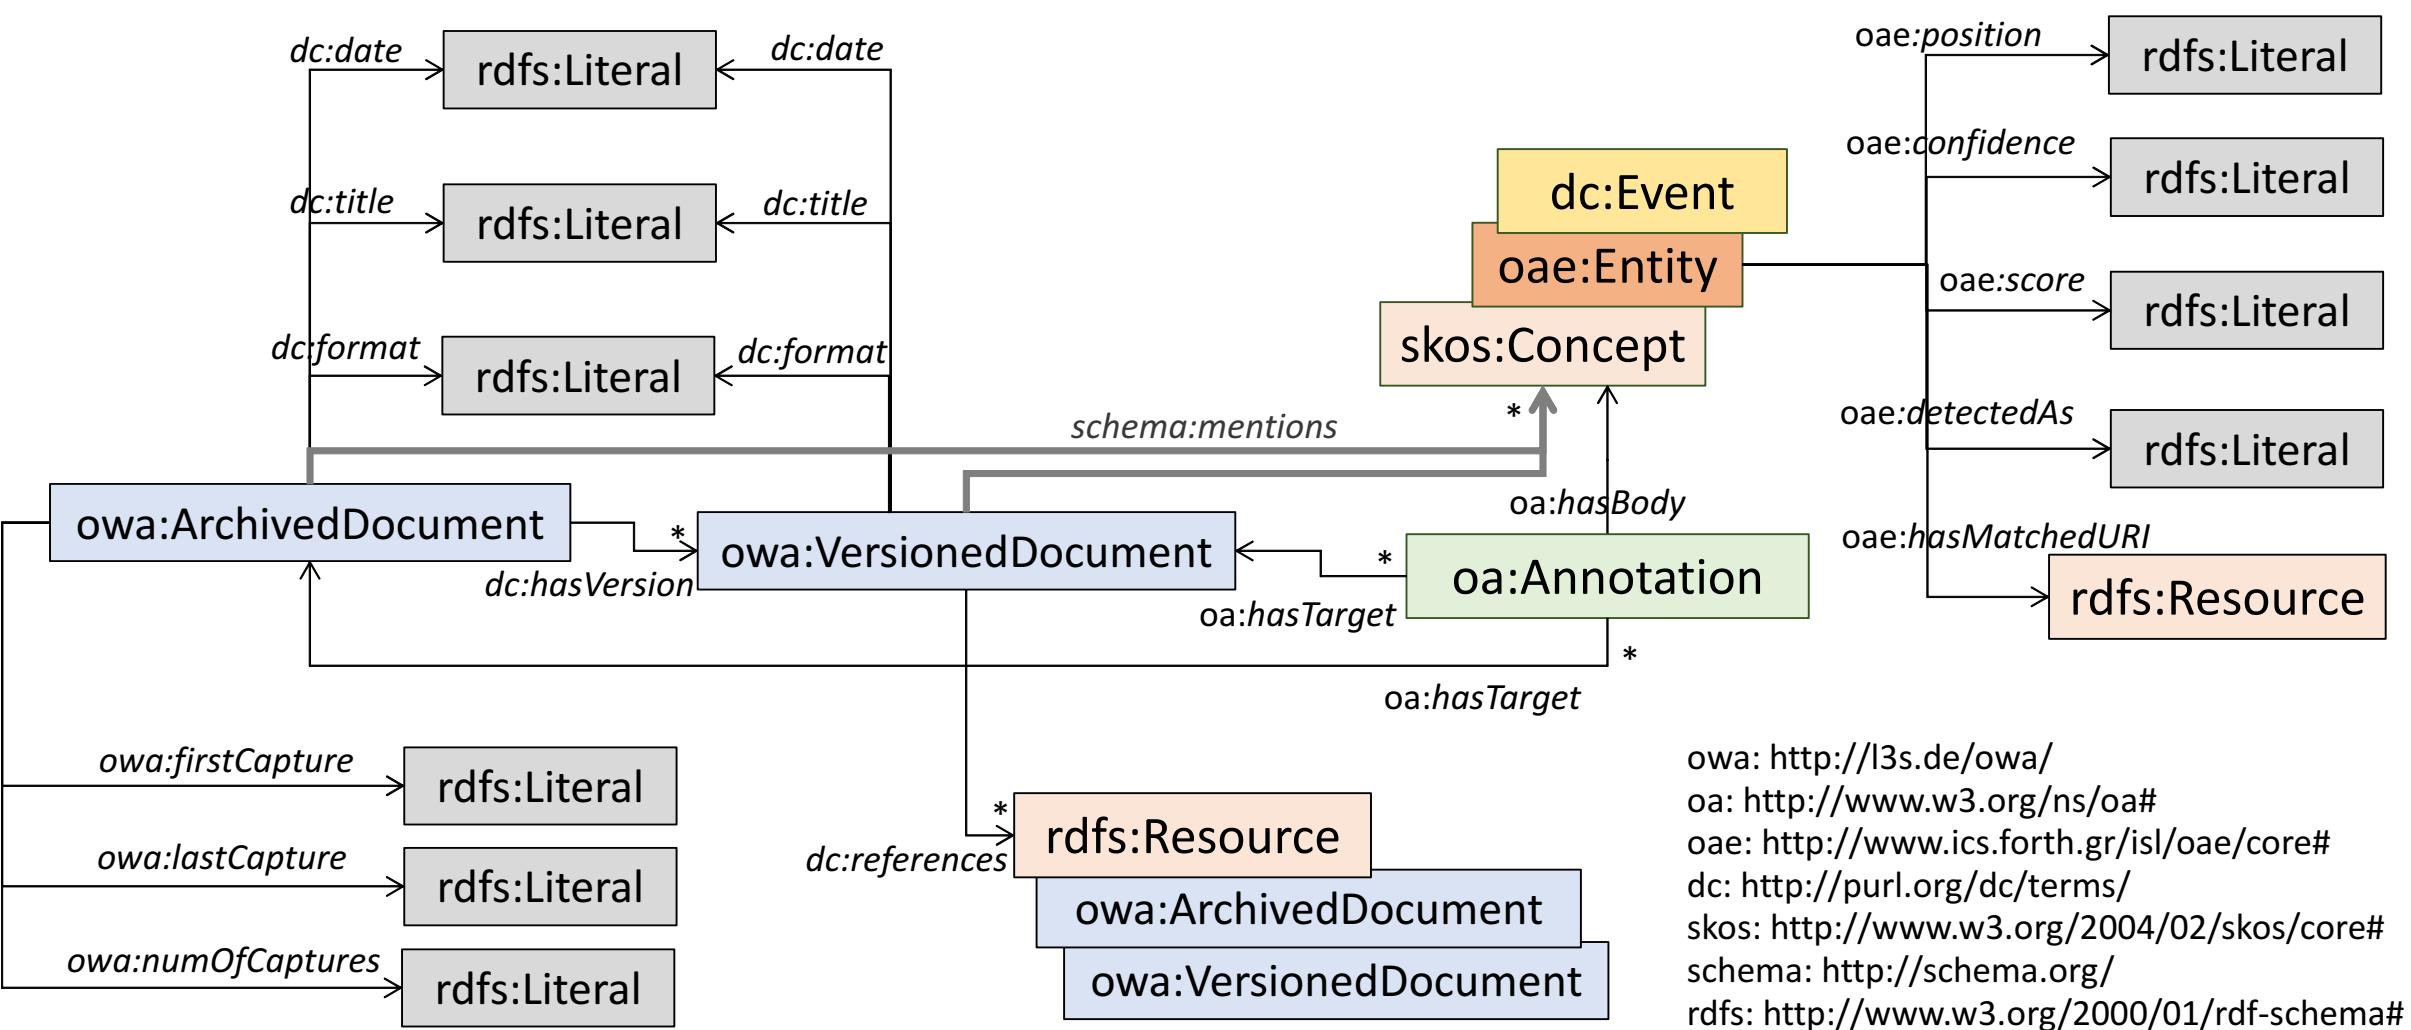 dc:date
rdfs:Literal
dc:date
dc:title
rdfs:Literal
dc:title
dc:format
rdfs:Literal
dc:format
schema:mentions
*
dc:Event
oae:Entity
skos:Concept
oae:position
rdfs:Literal
oae:confidence
rdfs:Literal
oae:score
rdfs:Literal
oae:detectedAs
rdfs:Literal
oae:hasMatchedURI
rdfs:Resource
owa:ArchivedDocument
*
dc:hasVersion
owa:VersionedDocument
oa:hasBody
*
oa:Annotation
oa:hasTarget
*
oa:hasTarget
owa:firstCapture
rdfs:Literal
owa:lastCapture
rdfs:Literal
owa:numOfCaptures
rdfs:Literal
*
dc:references
rdfs:Resource
owa:ArchivedDocument
owa:VersionedDocument
owa: http://l3s.de/owa/
oa: http://www.w3.org/ns/oa#
oae: http://www.ics.forth.gr/isl/oae/core#
dc: http://purl.org/dc/terms/
skos: http://www.w3.org/2004/02/skos/core#
schema: http://schema.org/
rdfs: http://www.w3.org/2000/01/rdf-schema#